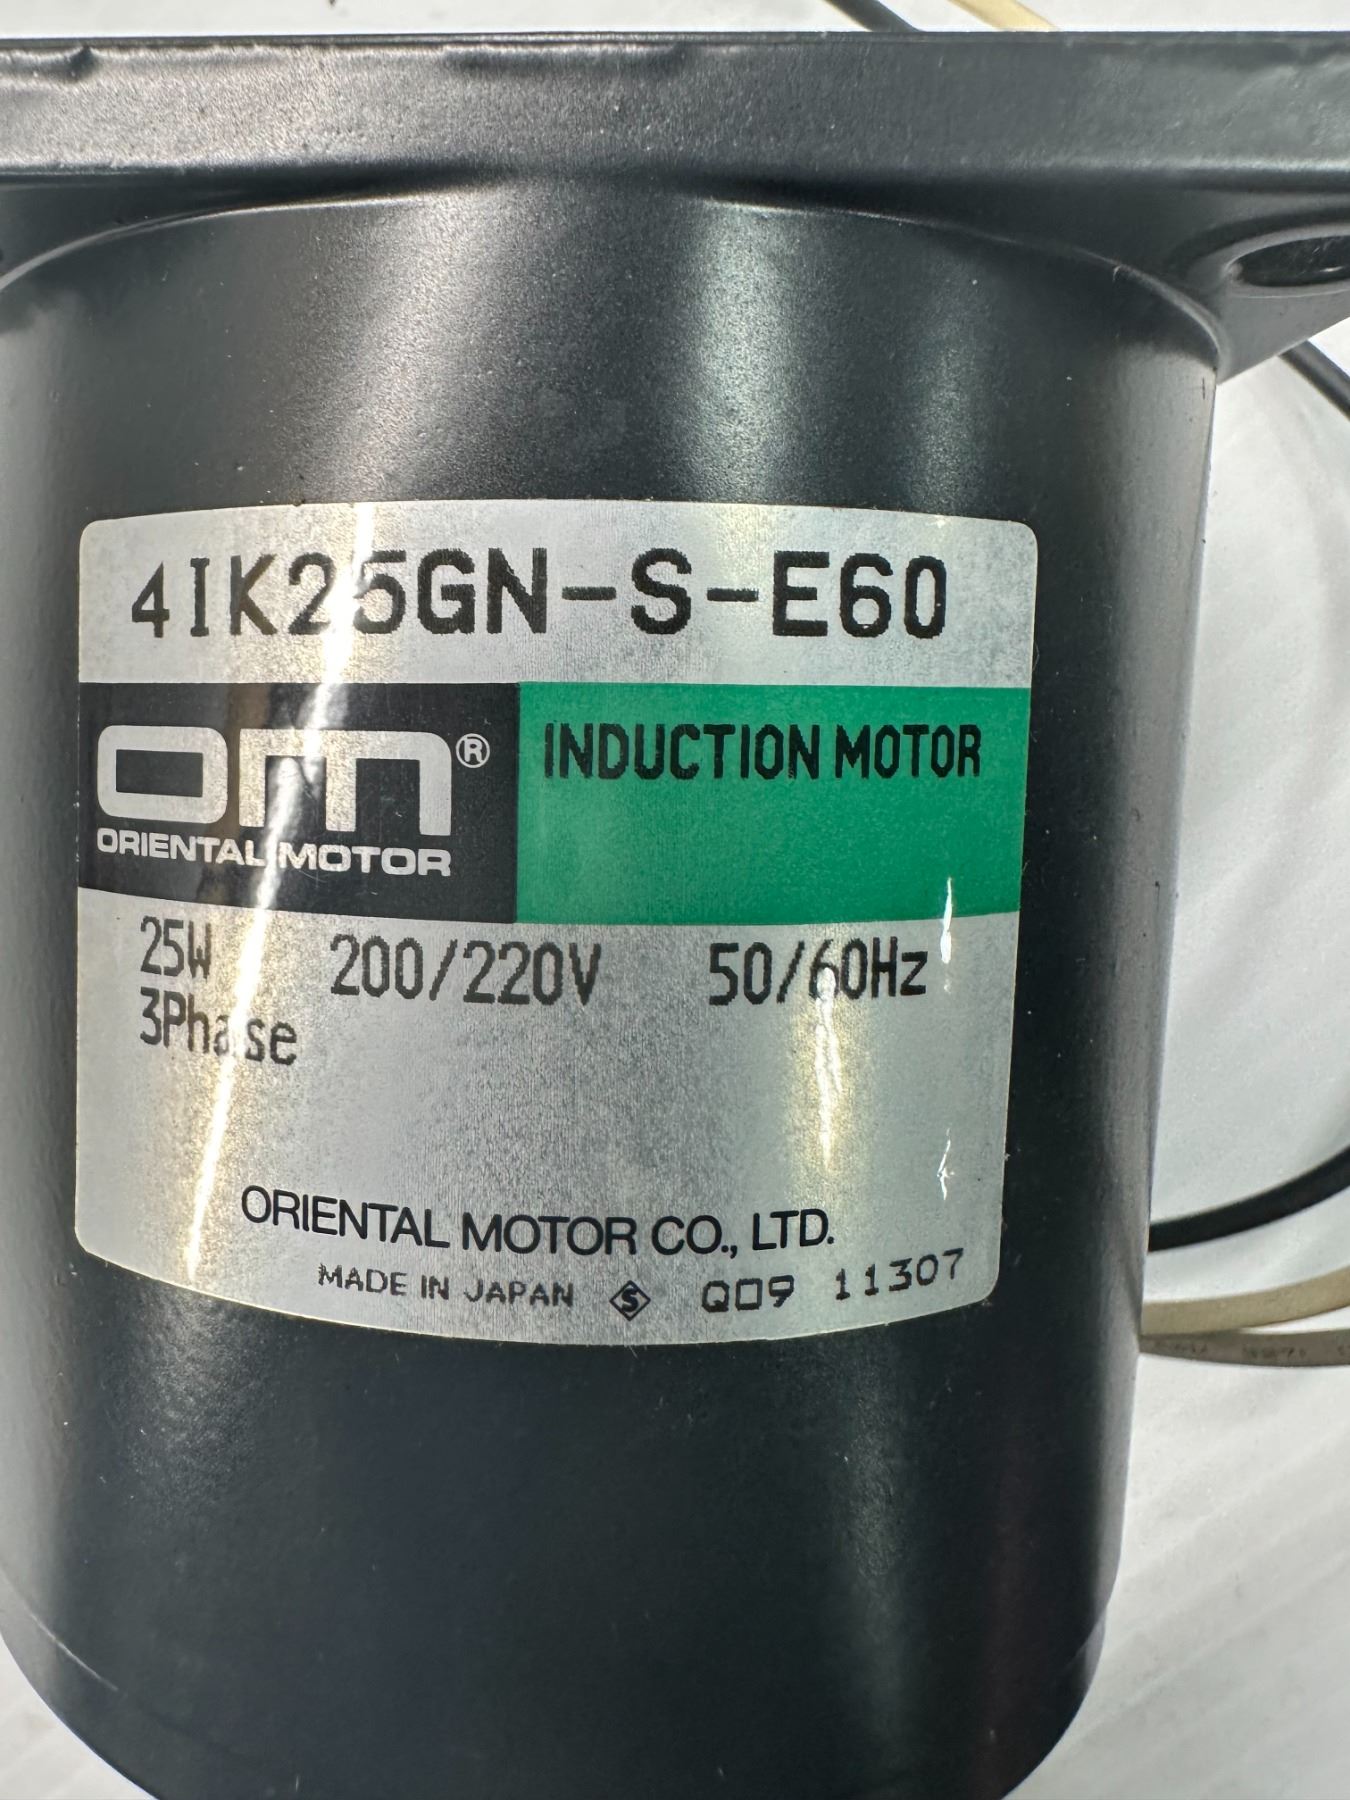 4IK25GN-S-E60
om®
ORIENTAL MOTOR
INDUCTION MOTOR
25W 200/220V 50/60Hz
3Phase
ORIENTAL MOTOR CO., LTD.
MADE IN JAPAN S Q09 11307